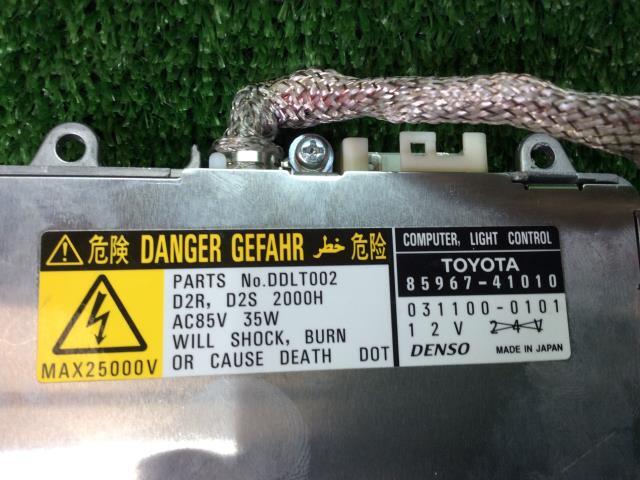 危険 DANGER GEFAHR خطر 危险
MAX25000V
PARTS No.DDLT002
D2R, D2S 2000H
AC85V 35W
WILL SHOCK, BURN
OR CAUSE DEATH DOT
COMPUTER, LIGHT CONTROL
TOYOTA
85967-41010
031100-0101
12V 24V
DENSO MADE IN JAPAN